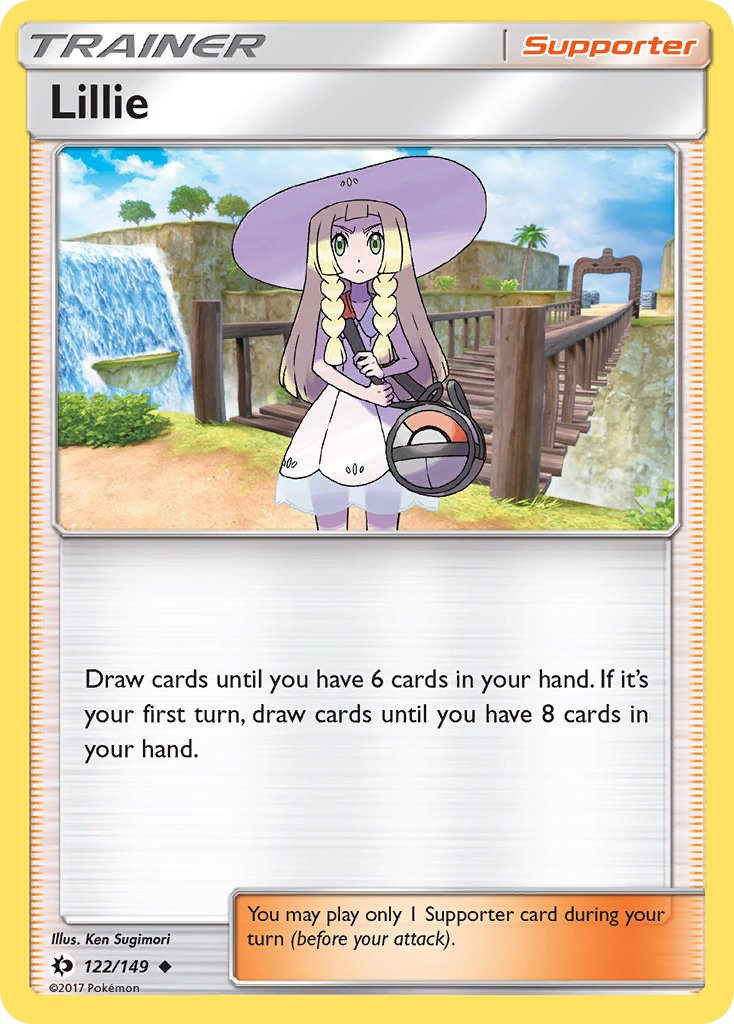 TRAINER
Supporter
Lillie
Draw cards until you have 6 cards in your hand. If it's
your first turn, draw cards until you have 8 cards in
your hand.
You may play only 1 Supporter card during your
turn (before your attack).
Illus. Ken Sugimori
122/149
©2017 Pokémon